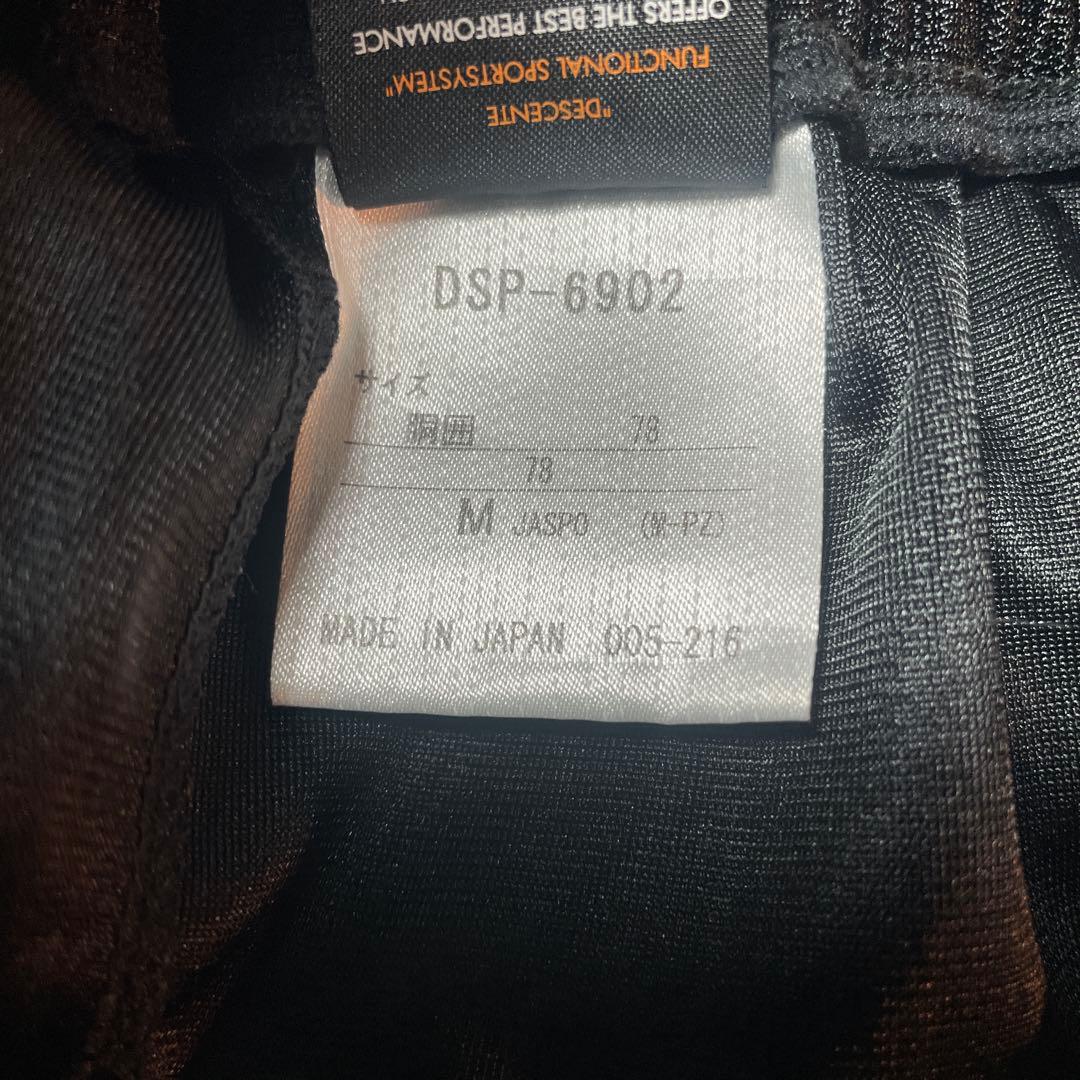 "DESCENTE
FUNCTIONAL SPORTSYSTEM"
OFFERS THE BEST PERFORMANCE
DSP-6902
サイズ
胴囲 78
78
M JASPO (M-PZ)
MADE IN JAPAN 005-216